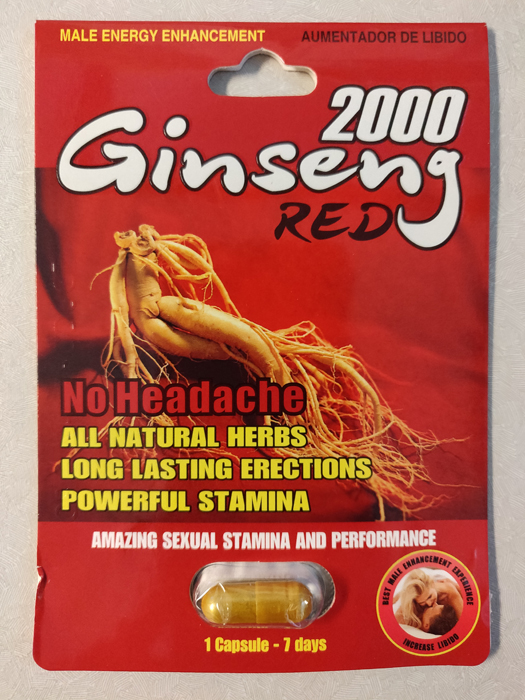 MALE ENERGY ENHANCEMENT
AUMENTADOR DE LIBIDO
2000
Ginseng
RED
No Headache
ALL NATURAL HERBS
LONG LASTING ERECTIONS
POWERFUL STAMINA
AMAZING SEXUAL STAMINA AND PERFORMANCE
BEST MALE ENHANCEMENT EXPERIENCE
INCREASE LIBIDO
1 Capsule - 7 days